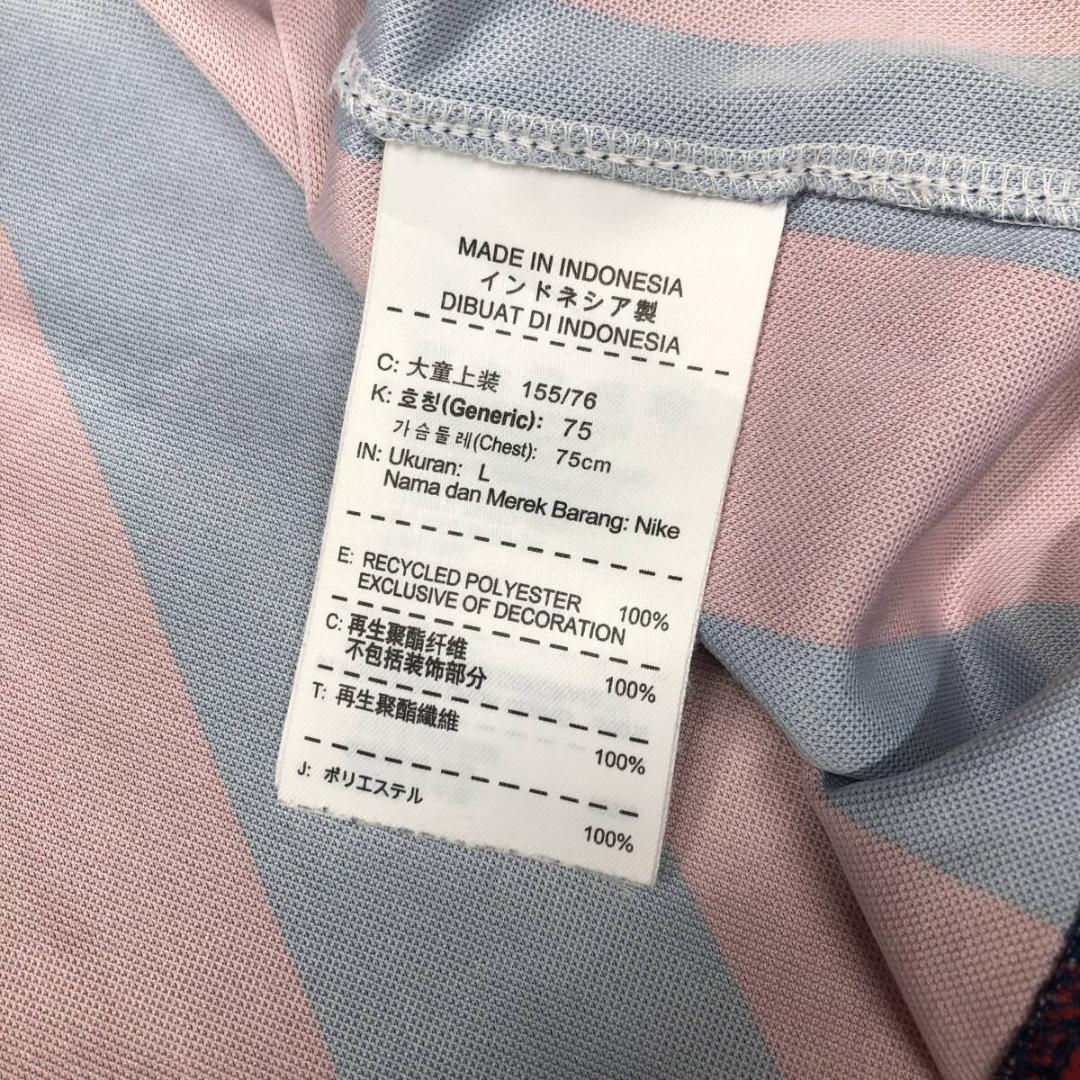 MADE IN INDONESIA
インドネシア製
DIBUAT DI INDONESIA
C: 大童上装 155/76
K: 호칭(Generic): 75
가슴둘레(Chest): 75cm
IN: Ukuran: L
Nama dan Merek Barang: Nike
E: RECYCLED POLYESTER 100%
EXCLUSIVE OF DECORATION
C: 再生聚酯纤维 100%
不包括装饰部分
T: 再生聚酯纖維 100%
J: ポリエステル 100%